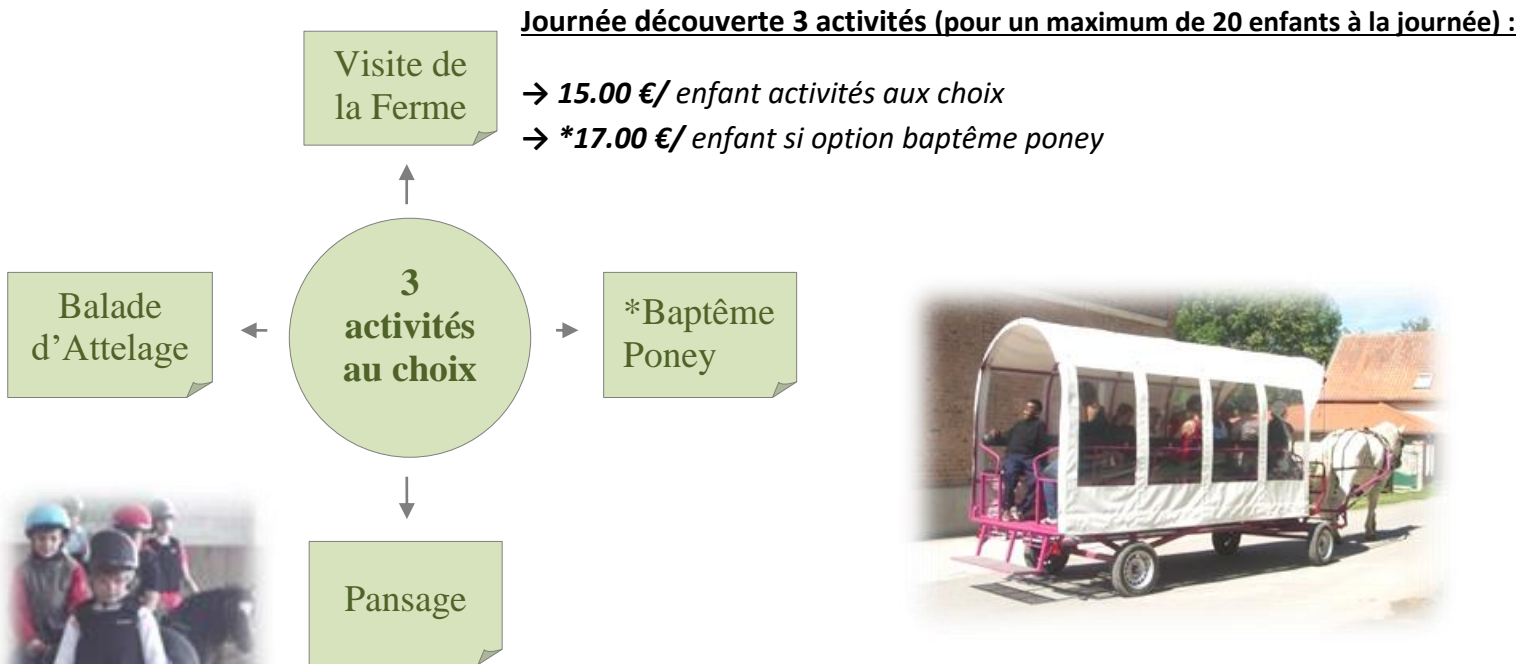 Journée découverte 3 activités (pour un maximum de 20 enfants à la journée) :
Visite de
la Ferme
→ 15.00 €/ enfant activités aux choix
→ *17.00 €/ enfant si option baptême poney
Balade
d’Attelage
3
activités
au choix
*Baptême
Poney
Pansage